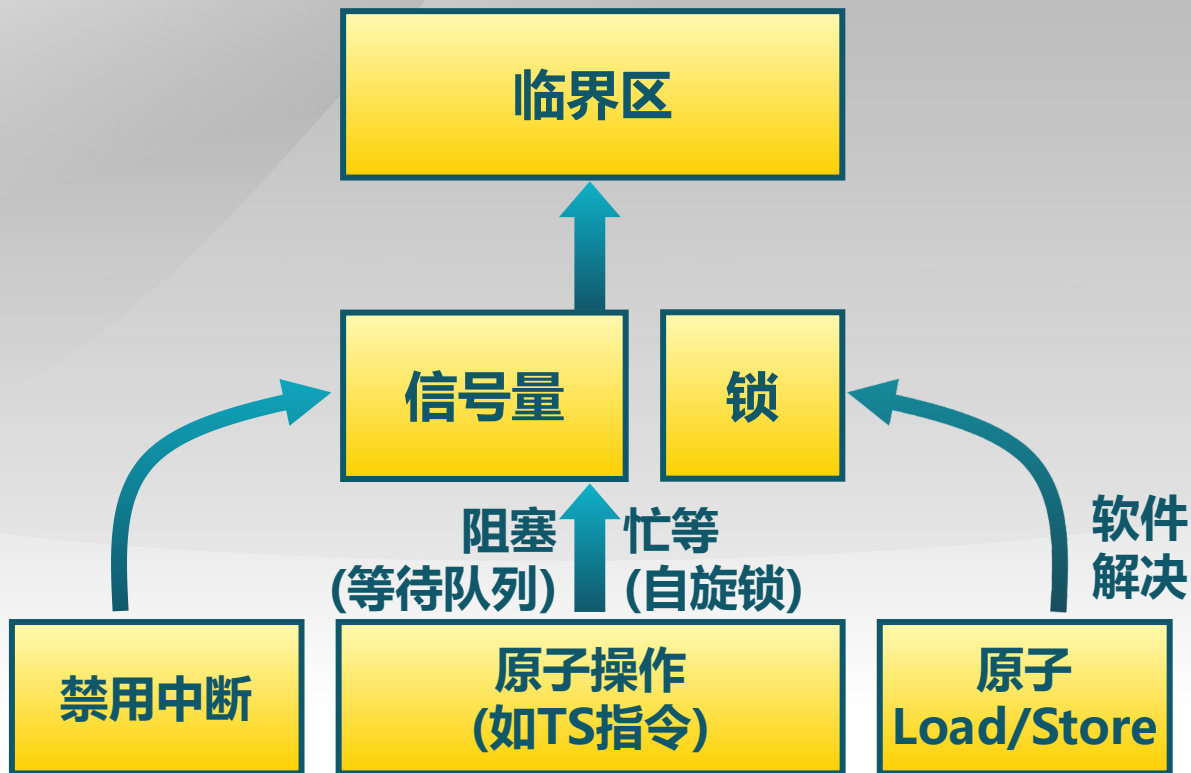 临界区
信号量
锁
阻塞
(等待队列)
忙等
(自旋锁)
软件
解决
禁用中断
原子操作
(如TS指令)
原子
Load/Store